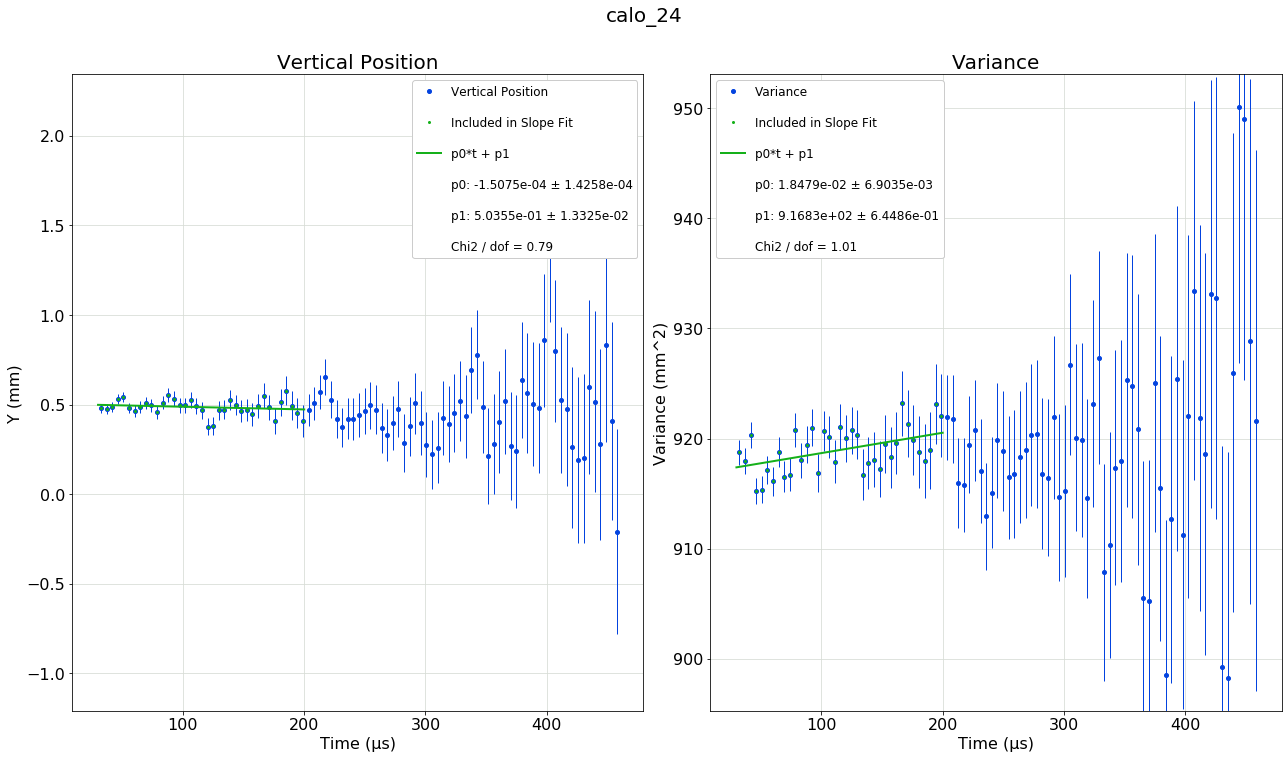 calo_24
Vertical Position
Vertical Position
Included in Slope Fit
p0*t + p1
p0: -1.5075e-04 ± 1.4258e-04
p1: 5.0355e-01 ± 1.3325e-02
Chi2 / dof = 0.79
2.0
1.5
1.0
0.5
0.0
−0.5
−1.0
Y (mm)
100 200 300 400
Time (μs)
Variance
Variance
Included in Slope Fit
p0*t + p1
p0: 1.8479e-02 ± 6.9035e-03
p1: 9.1683e+02 ± 6.4486e-01
Chi2 / dof = 1.01
950
940
930
920
910
900
Variance (mm^2)
100 200 300 400
Time (μs)